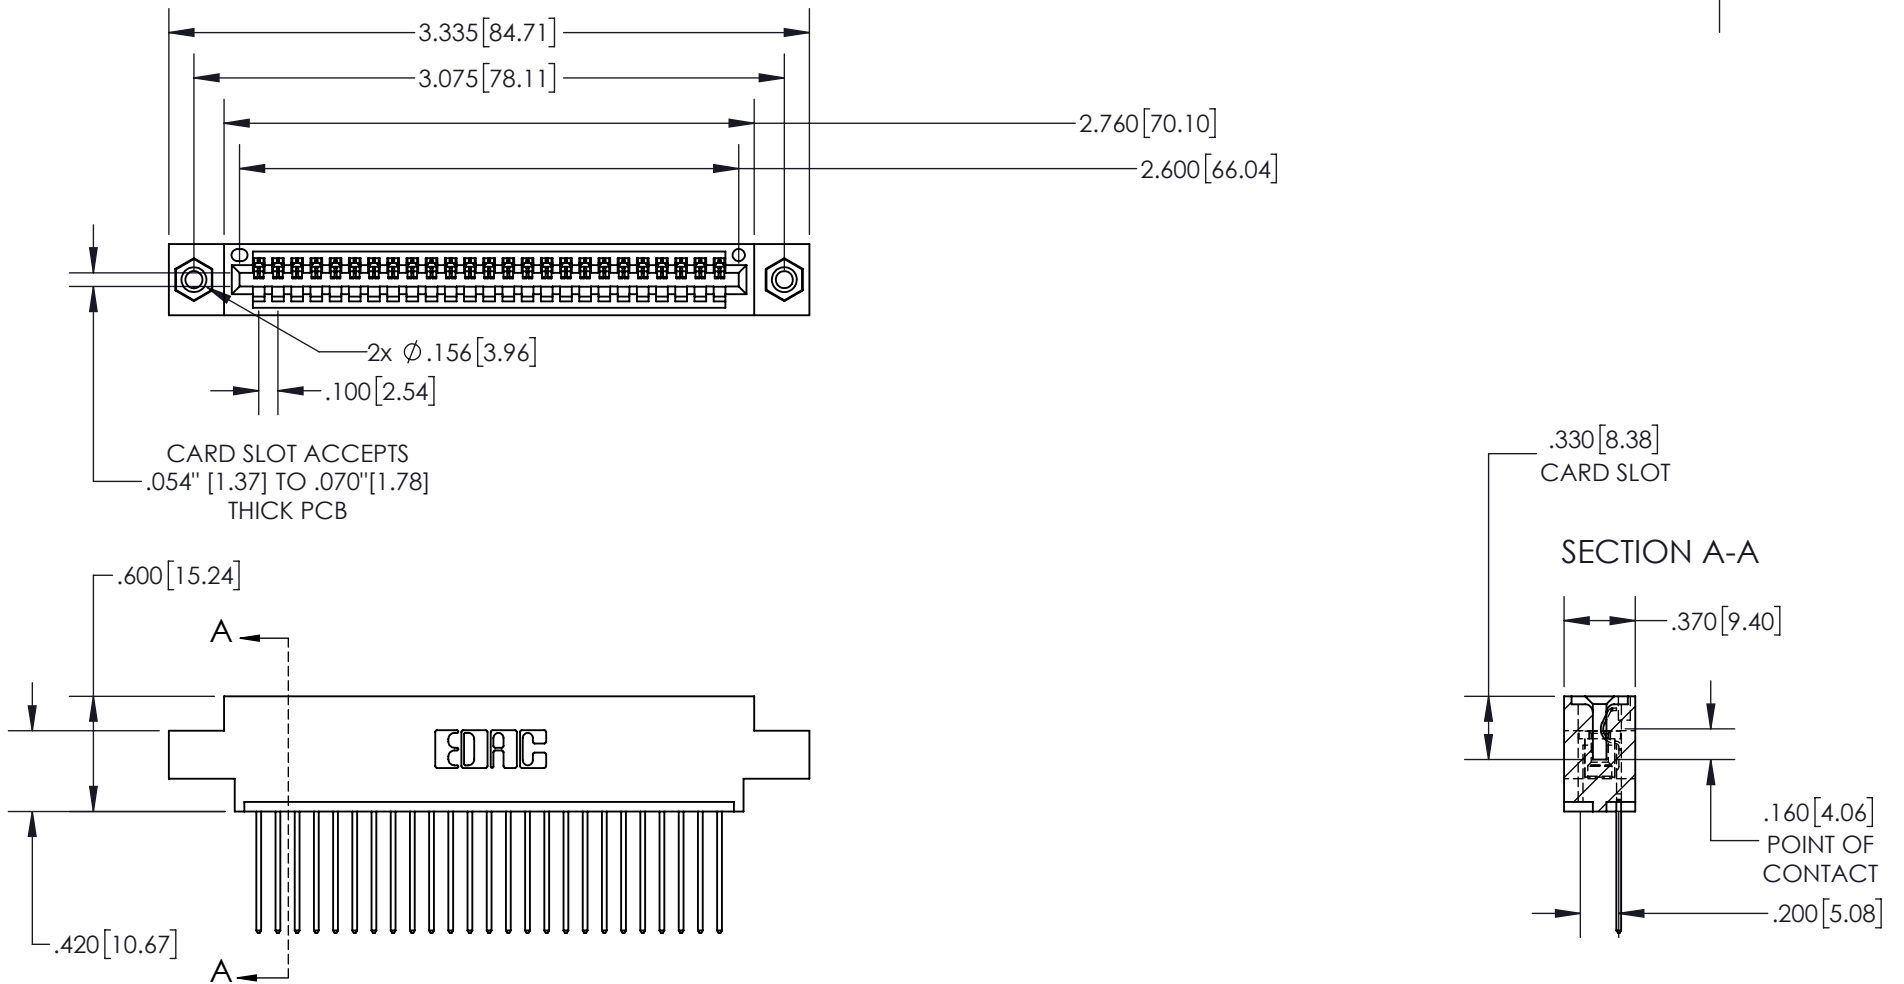 3.335[84.71]
3.075[78.11]
2.760[70.10]
2.600[66.04]
2x ∅.156[3.96]
.100[2.54]
CARD SLOT ACCEPTS
.054" [1.37] TO .070"[1.78]
THICK PCB
.330[8.38]
CARD SLOT
SECTION A-A
.600[15.24]
A
.370[9.40]
EDAC
.160[4.06]
POINT OF
CONTACT
.200[5.08]
.420[10.67]
A